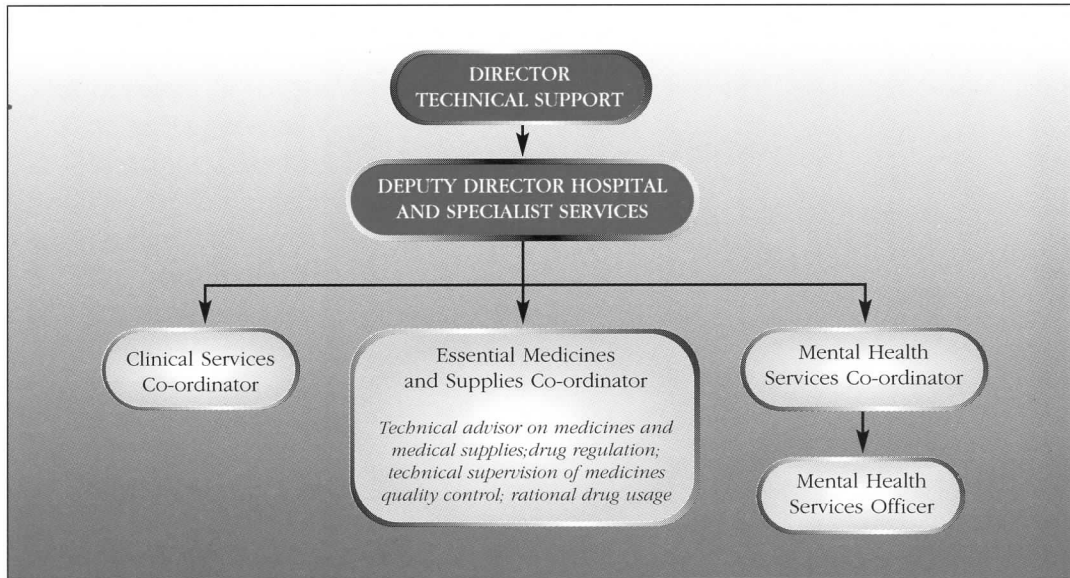 DIRECTOR
TECHNICAL SUPPORT
DEPUTY DIRECTOR HOSPITAL
AND SPECIALIST SERVICES
Clinical Services
Co-ordinator
Essential Medicines
and Supplies Co-ordinator
Technical advisor on medicines and
medical supplies;drug regulation;
technical supervision of medicines
quality control; rational drug usage
Mental Health
Services Co-ordinator
Mental Health
Services Officer